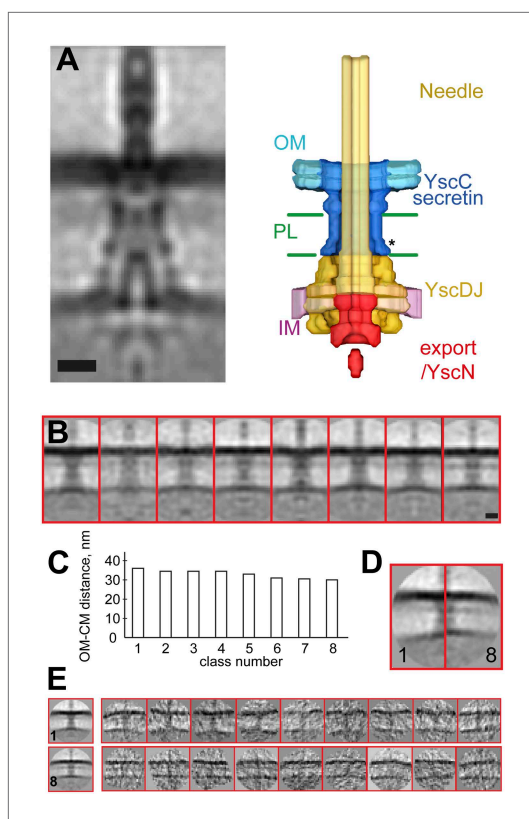 A
Needle
OM
YscC
secretin
PL
*
YscDJ
IM
export
/YscN
B
C
OM-CM distance, nm
40
30
20
10
0
1 2 3 4 5 6 7 8
class number
D
1 8
E
1
8